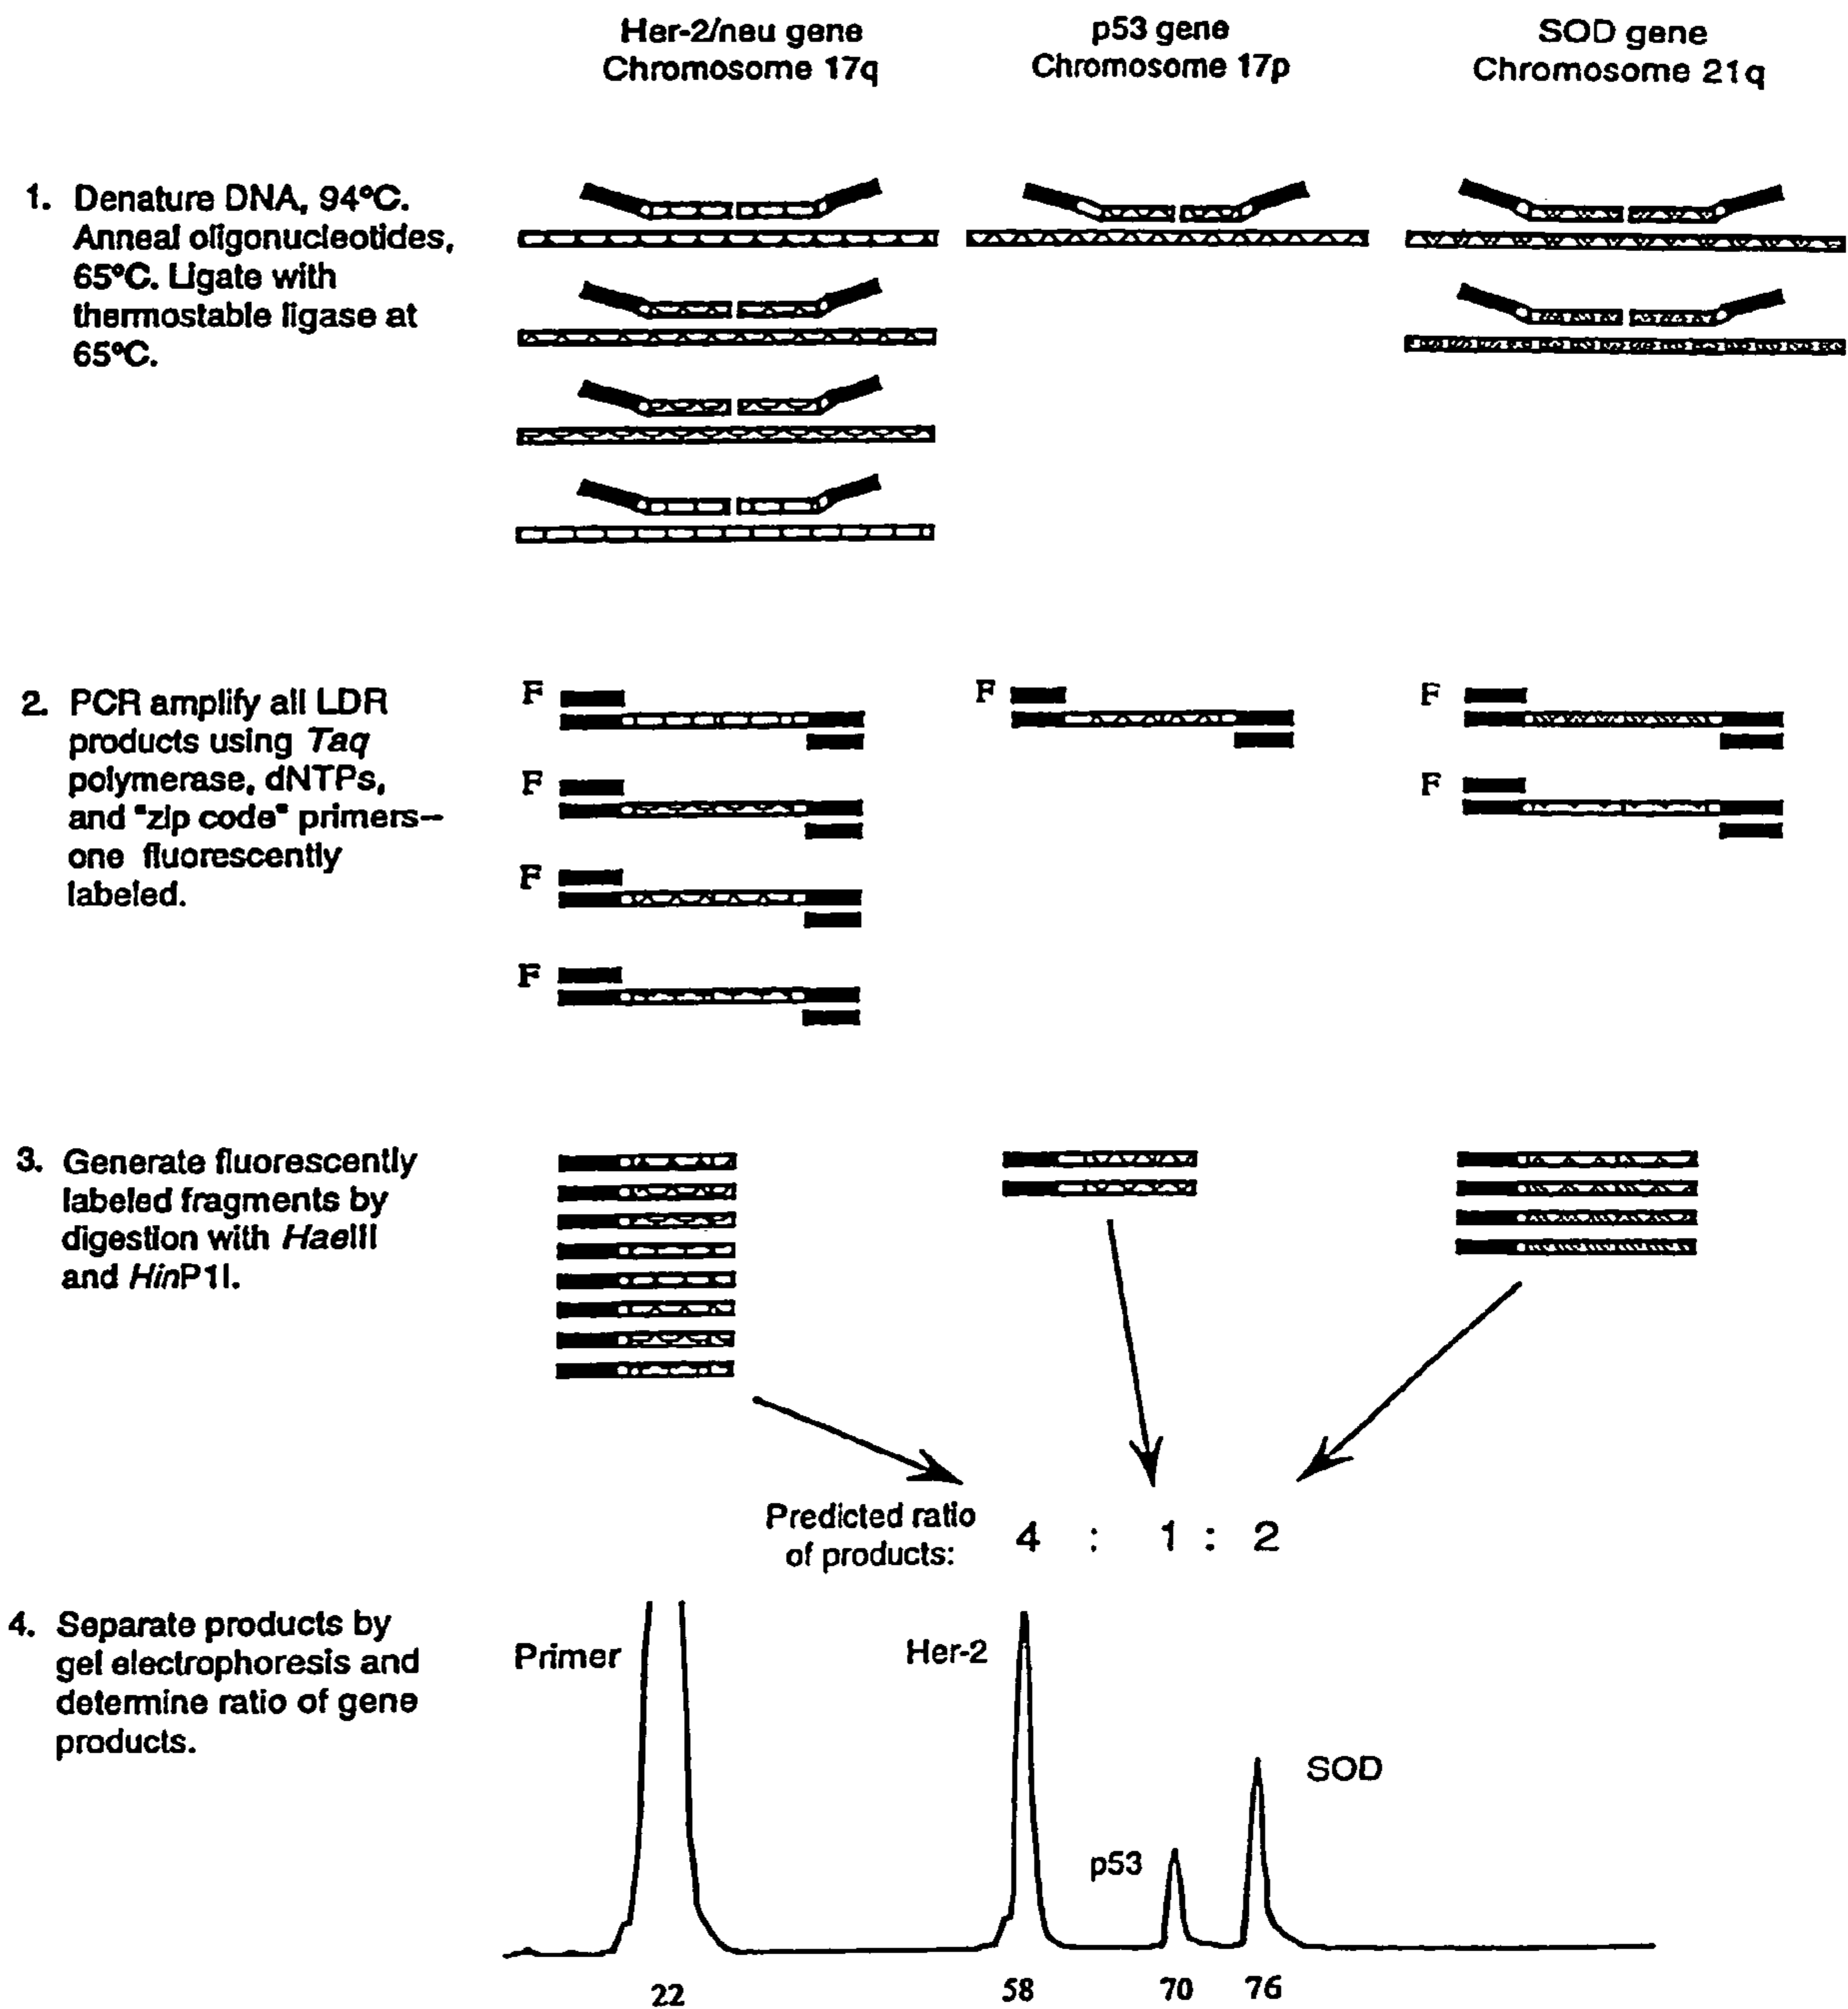 Her-2/neu gene
Chromosome 17q
p53 gene
Chromosome 17p
SOD gene
Chromosome 21q
1. Denature DNA, 94°C.
Anneal oligonucleotides,
65°C. Ligate with
thermostable ligase at
65°C.
2. PCR amplify all LDR
products using Taq
polymerase, dNTPs,
and "zip code" primers–
one fluorescently
labeled.
F
F
F
F
F
F
F
3. Generate fluorescently
labeled fragments by
digestion with HaeIII
and HinP1I.
Predicted ratio
of products:
4 : 1 : 2
4. Separate products by
gel electrophoresis and
determine ratio of gene
products.
Primer
Her-2
p53
SOD
22
58
70
76